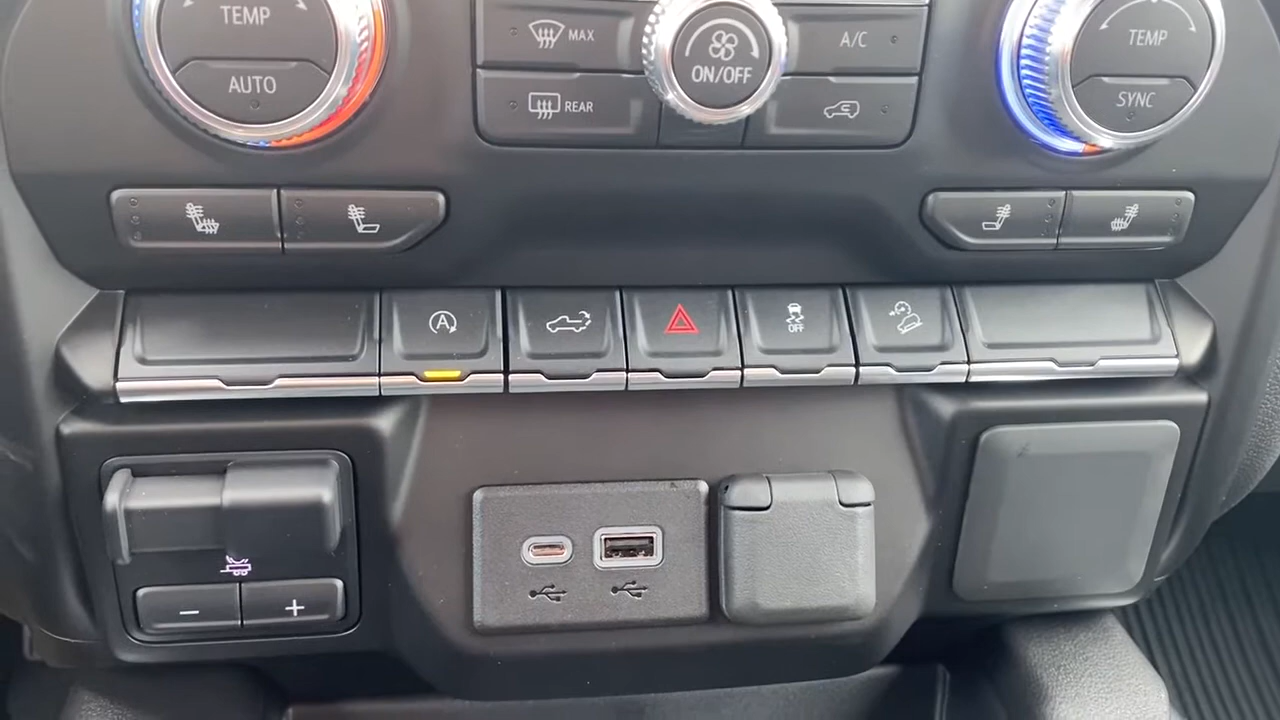 TEMP
AUTO
MAX
REAR
ON/OFF
A/C
TEMP
SYNC
A
OFF
− +